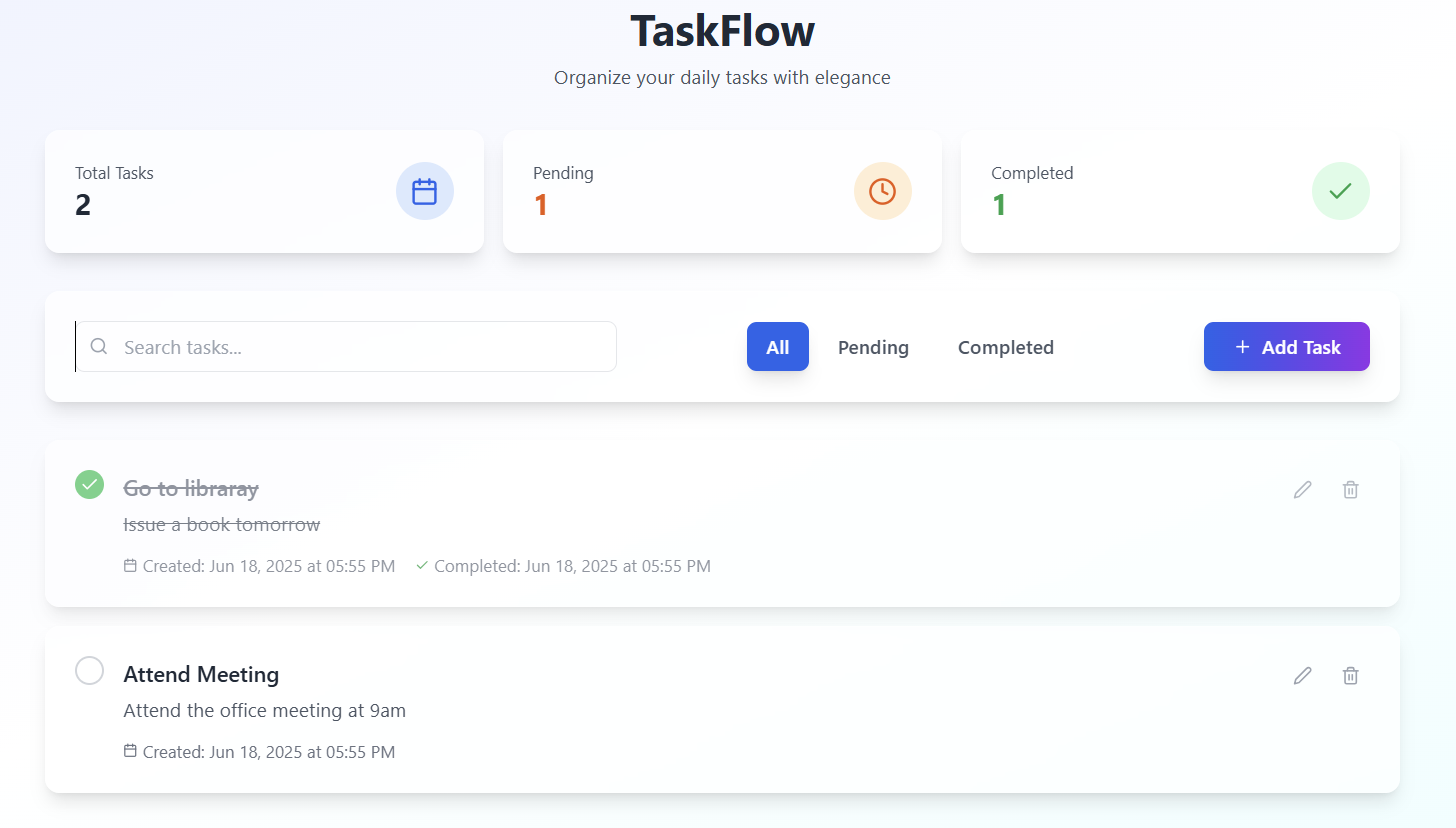 TaskFlow
Organize your daily tasks with elegance
Total Tasks
2
Pending
1
Completed
1
Search tasks...
All
Pending
Completed
Add Task
Go to libraray
Issue a book tomorrow
Created: Jun 18, 2025 at 05:55 PM
Completed: Jun 18, 2025 at 05:55 PM
Attend Meeting
Attend the office meeting at 9am
Created: Jun 18, 2025 at 05:55 PM